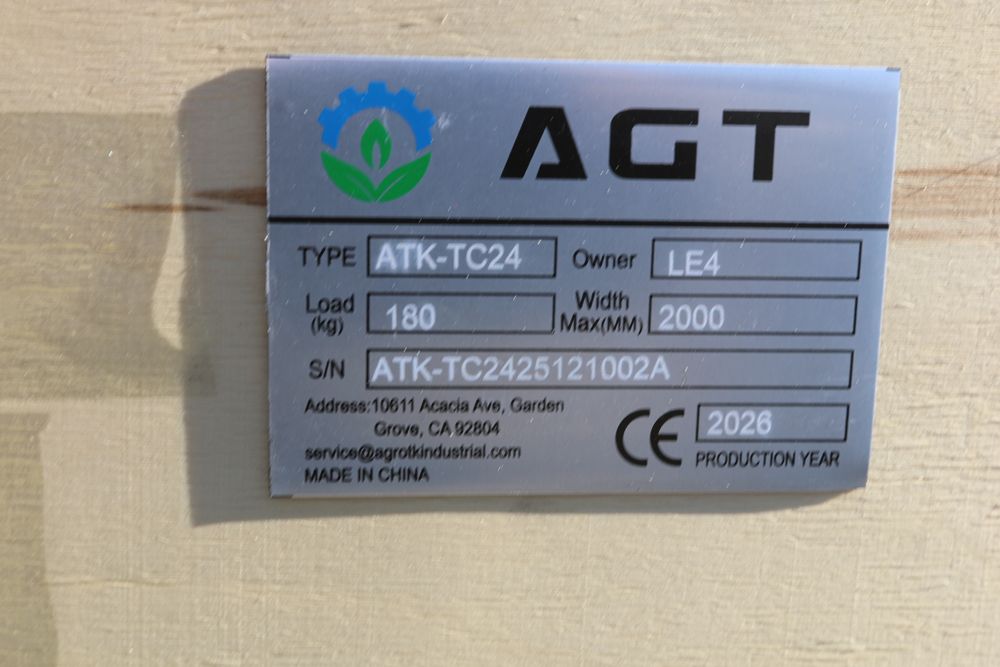 AGT
TYPE ATK-TC24 Owner LE4
Load (kg) 180 Width Max(MM) 2000
S/N ATK-TC2425121002A
Address:10611 Acacia Ave, Garden
Grove, CA 92804
service@agrotkindustrial.com
MADE IN CHINA
CE 2026
PRODUCTION YEAR